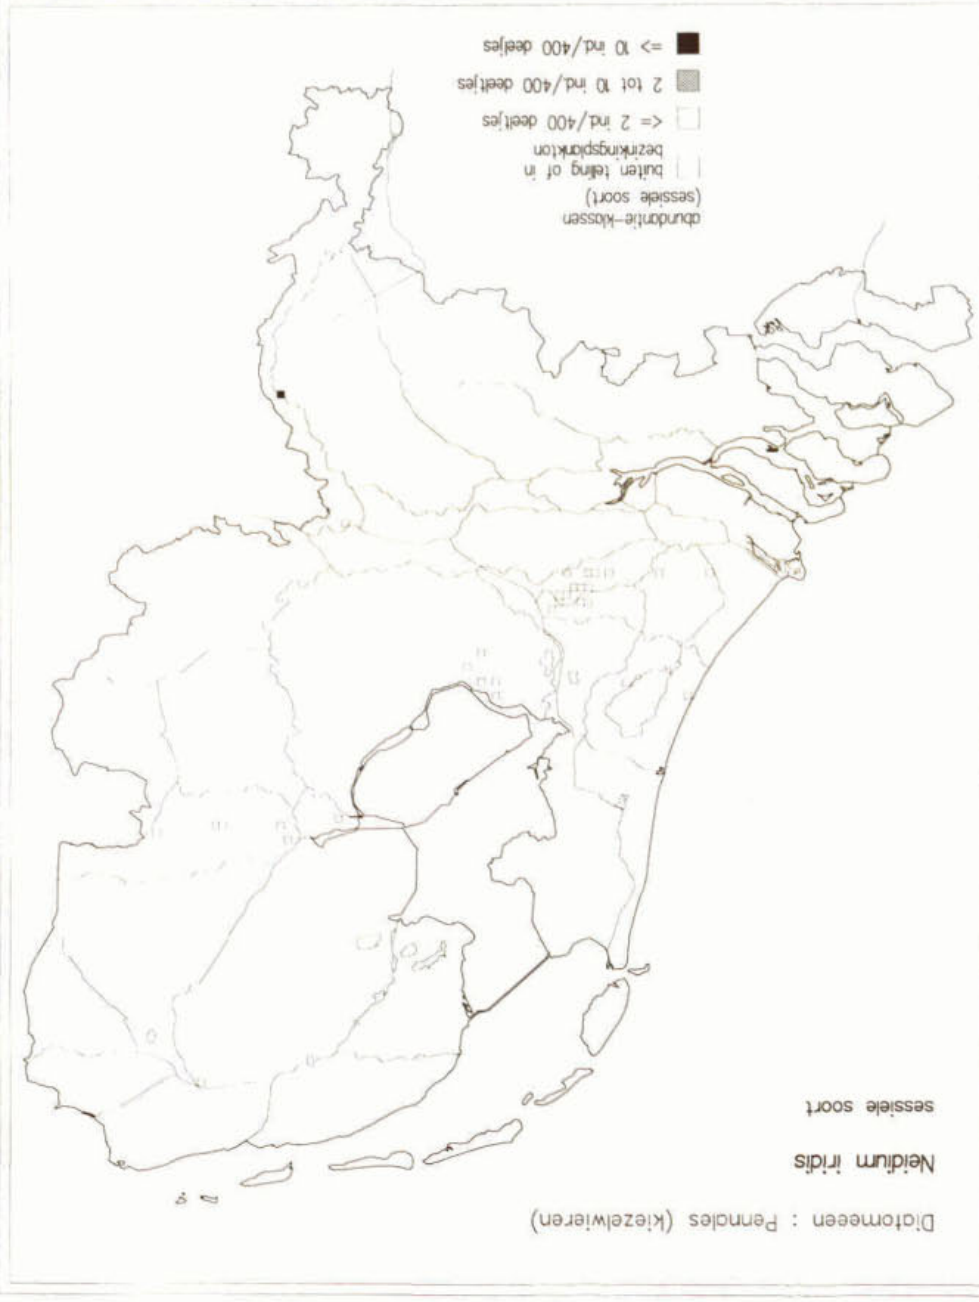 Diatomeeen : Pennales (kiezelwieren)
Neidium iridis
sessiele soort
abundantie-klassen
(sessiele soort)
buiten telling of in
bezinkingsplankton
<= 2 ind./400 deeltjes
2 tot 10 ind./400 deeltjes
=> 10 ind./400 deeltjes